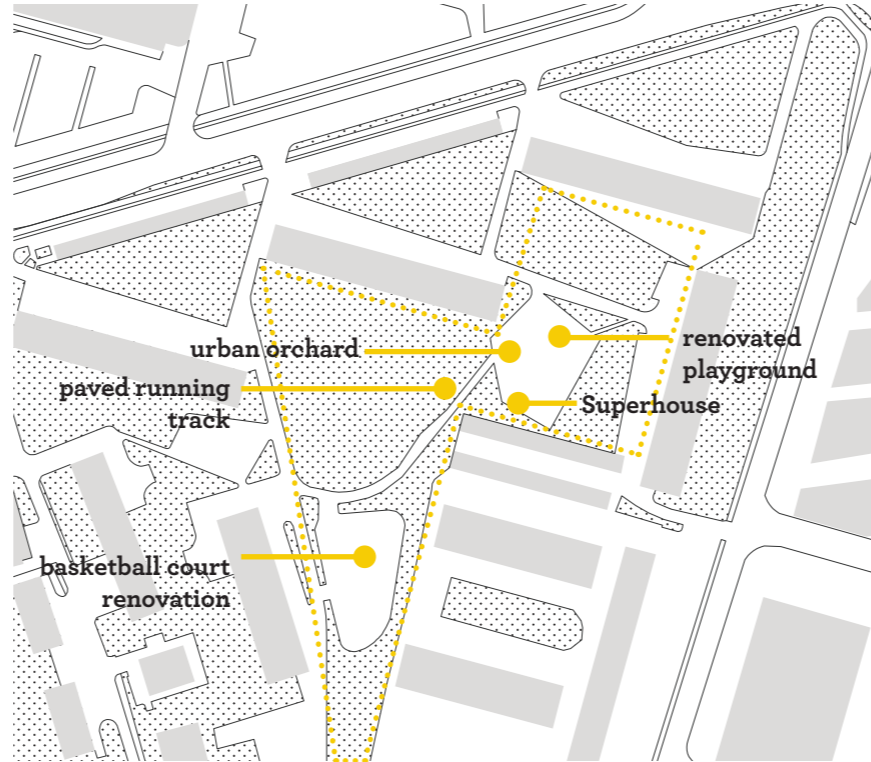 urban orchard
renovated
playground
paved running
track
Superhouse
basketball court
renovation